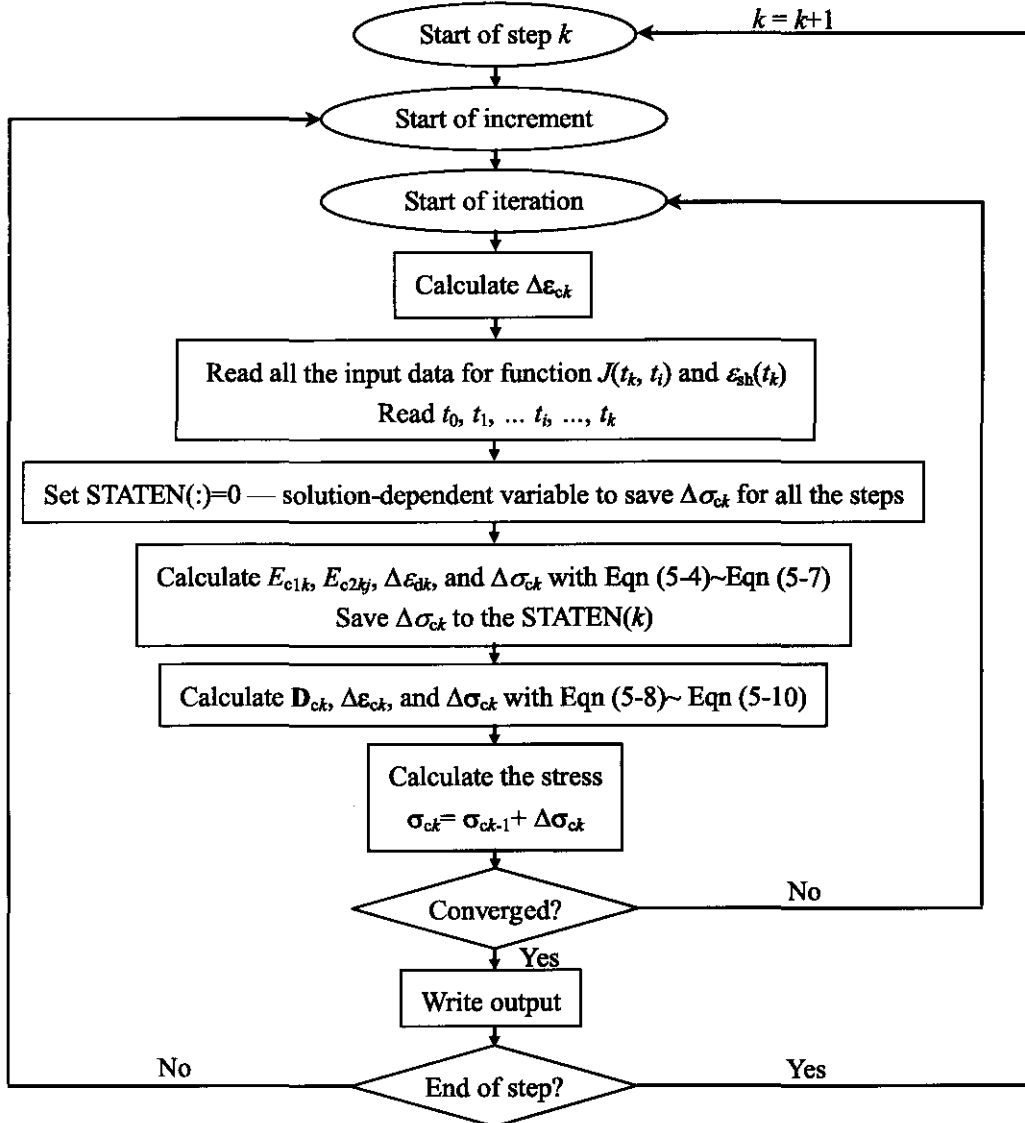 Start of step k
k = k+1
Start of increment
Start of iteration
Calculate Δε_ck
Read all the input data for function J(t_k, t_i) and ε_sh(t_k)
Read t_0, t_1, ... t_i, ..., t_k
Set STATEN(:)=0 — solution-dependent variable to save Δσ_ck for all the steps
Calculate E_c1k, E_c2kj, Δε_dk, and Δσ_ck with Eqn (5-4)~Eqn (5-7)
Save Δσ_ck to the STATEN(k)
Calculate D_ck, Δε_ck, and Δσ_ck with Eqn (5-8)~ Eqn (5-10)
Calculate the stress
σ_ck= σ_ck-1+ Δσ_ck
Converged?
No
Yes
Write output
No
End of step?
Yes